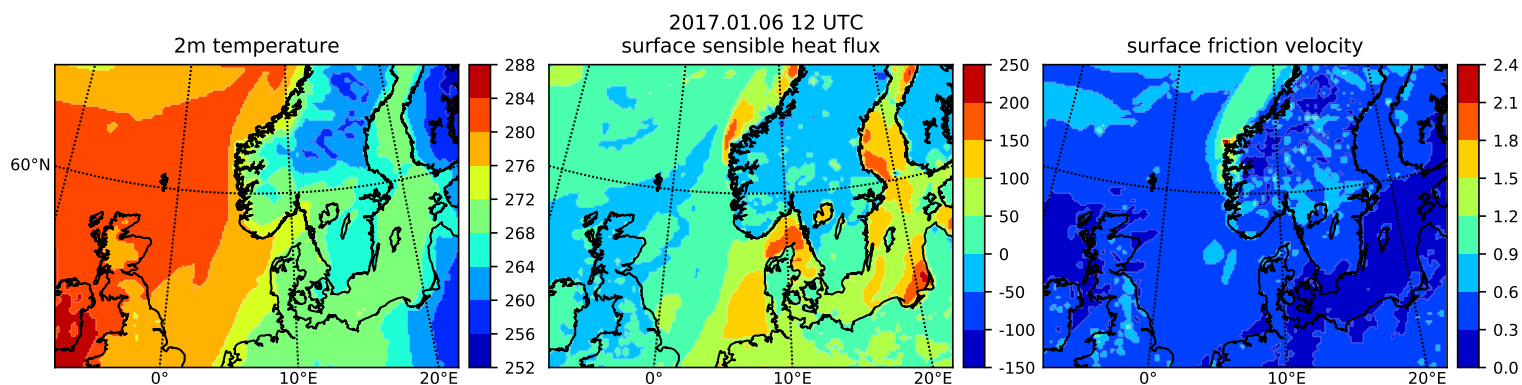 2017.01.06 12 UTC
2m temperature
surface sensible heat flux
surface friction velocity
60°N
0°
10°E
20°E
288
284
280
276
272
268
264
260
256
252
0°
10°E
20°E
250
200
150
100
50
0
-50
-100
-150
0°
10°E
20°E
2.4
2.1
1.8
1.5
1.2
0.9
0.6
0.3
0.0